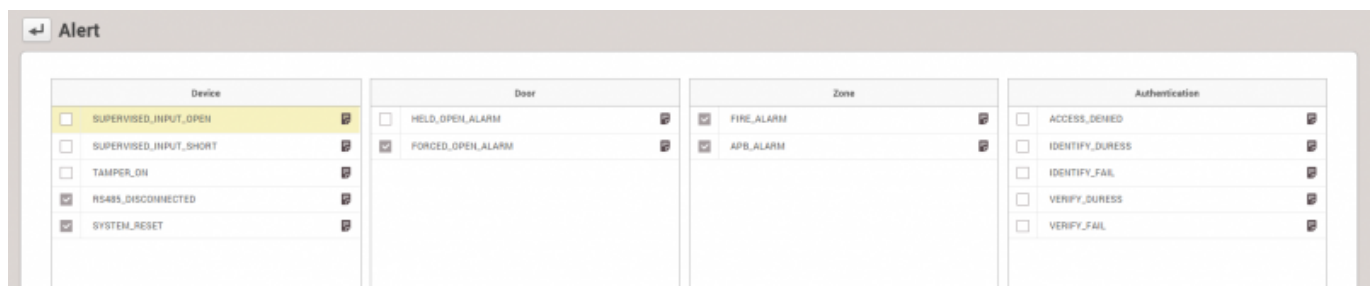 Alert
Device
SUPERVISED_INPUT_OPEN
SUPERVISED_INPUT_SHORT
TAMPER_ON
RS485_DISCONNECTED
SYSTEM_RESET
Door
HELD_OPEN_ALARM
FORCED_OPEN_ALARM
Zone
FIRE_ALARM
APB_ALARM
Authentication
ACCESS_DENIED
IDENTIFY_DURESS
IDENTIFY_FAIL
VERIFY_DURESS
VERIFY_FAIL